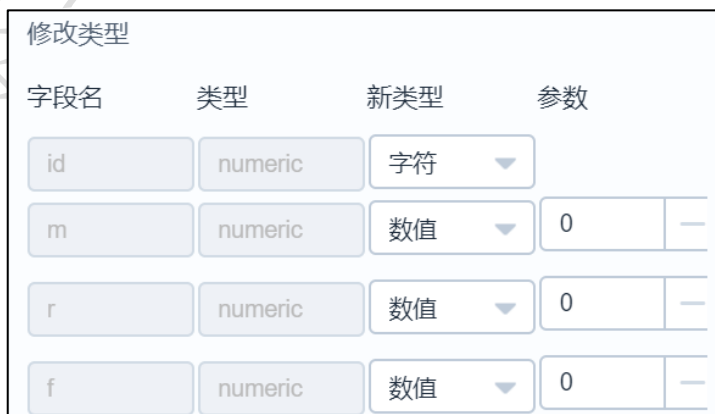 修改类型
字段名 类型 新类型 参数
id numeric 字符
m numeric 数值 0
r numeric 数值 0
f numeric 数值 0